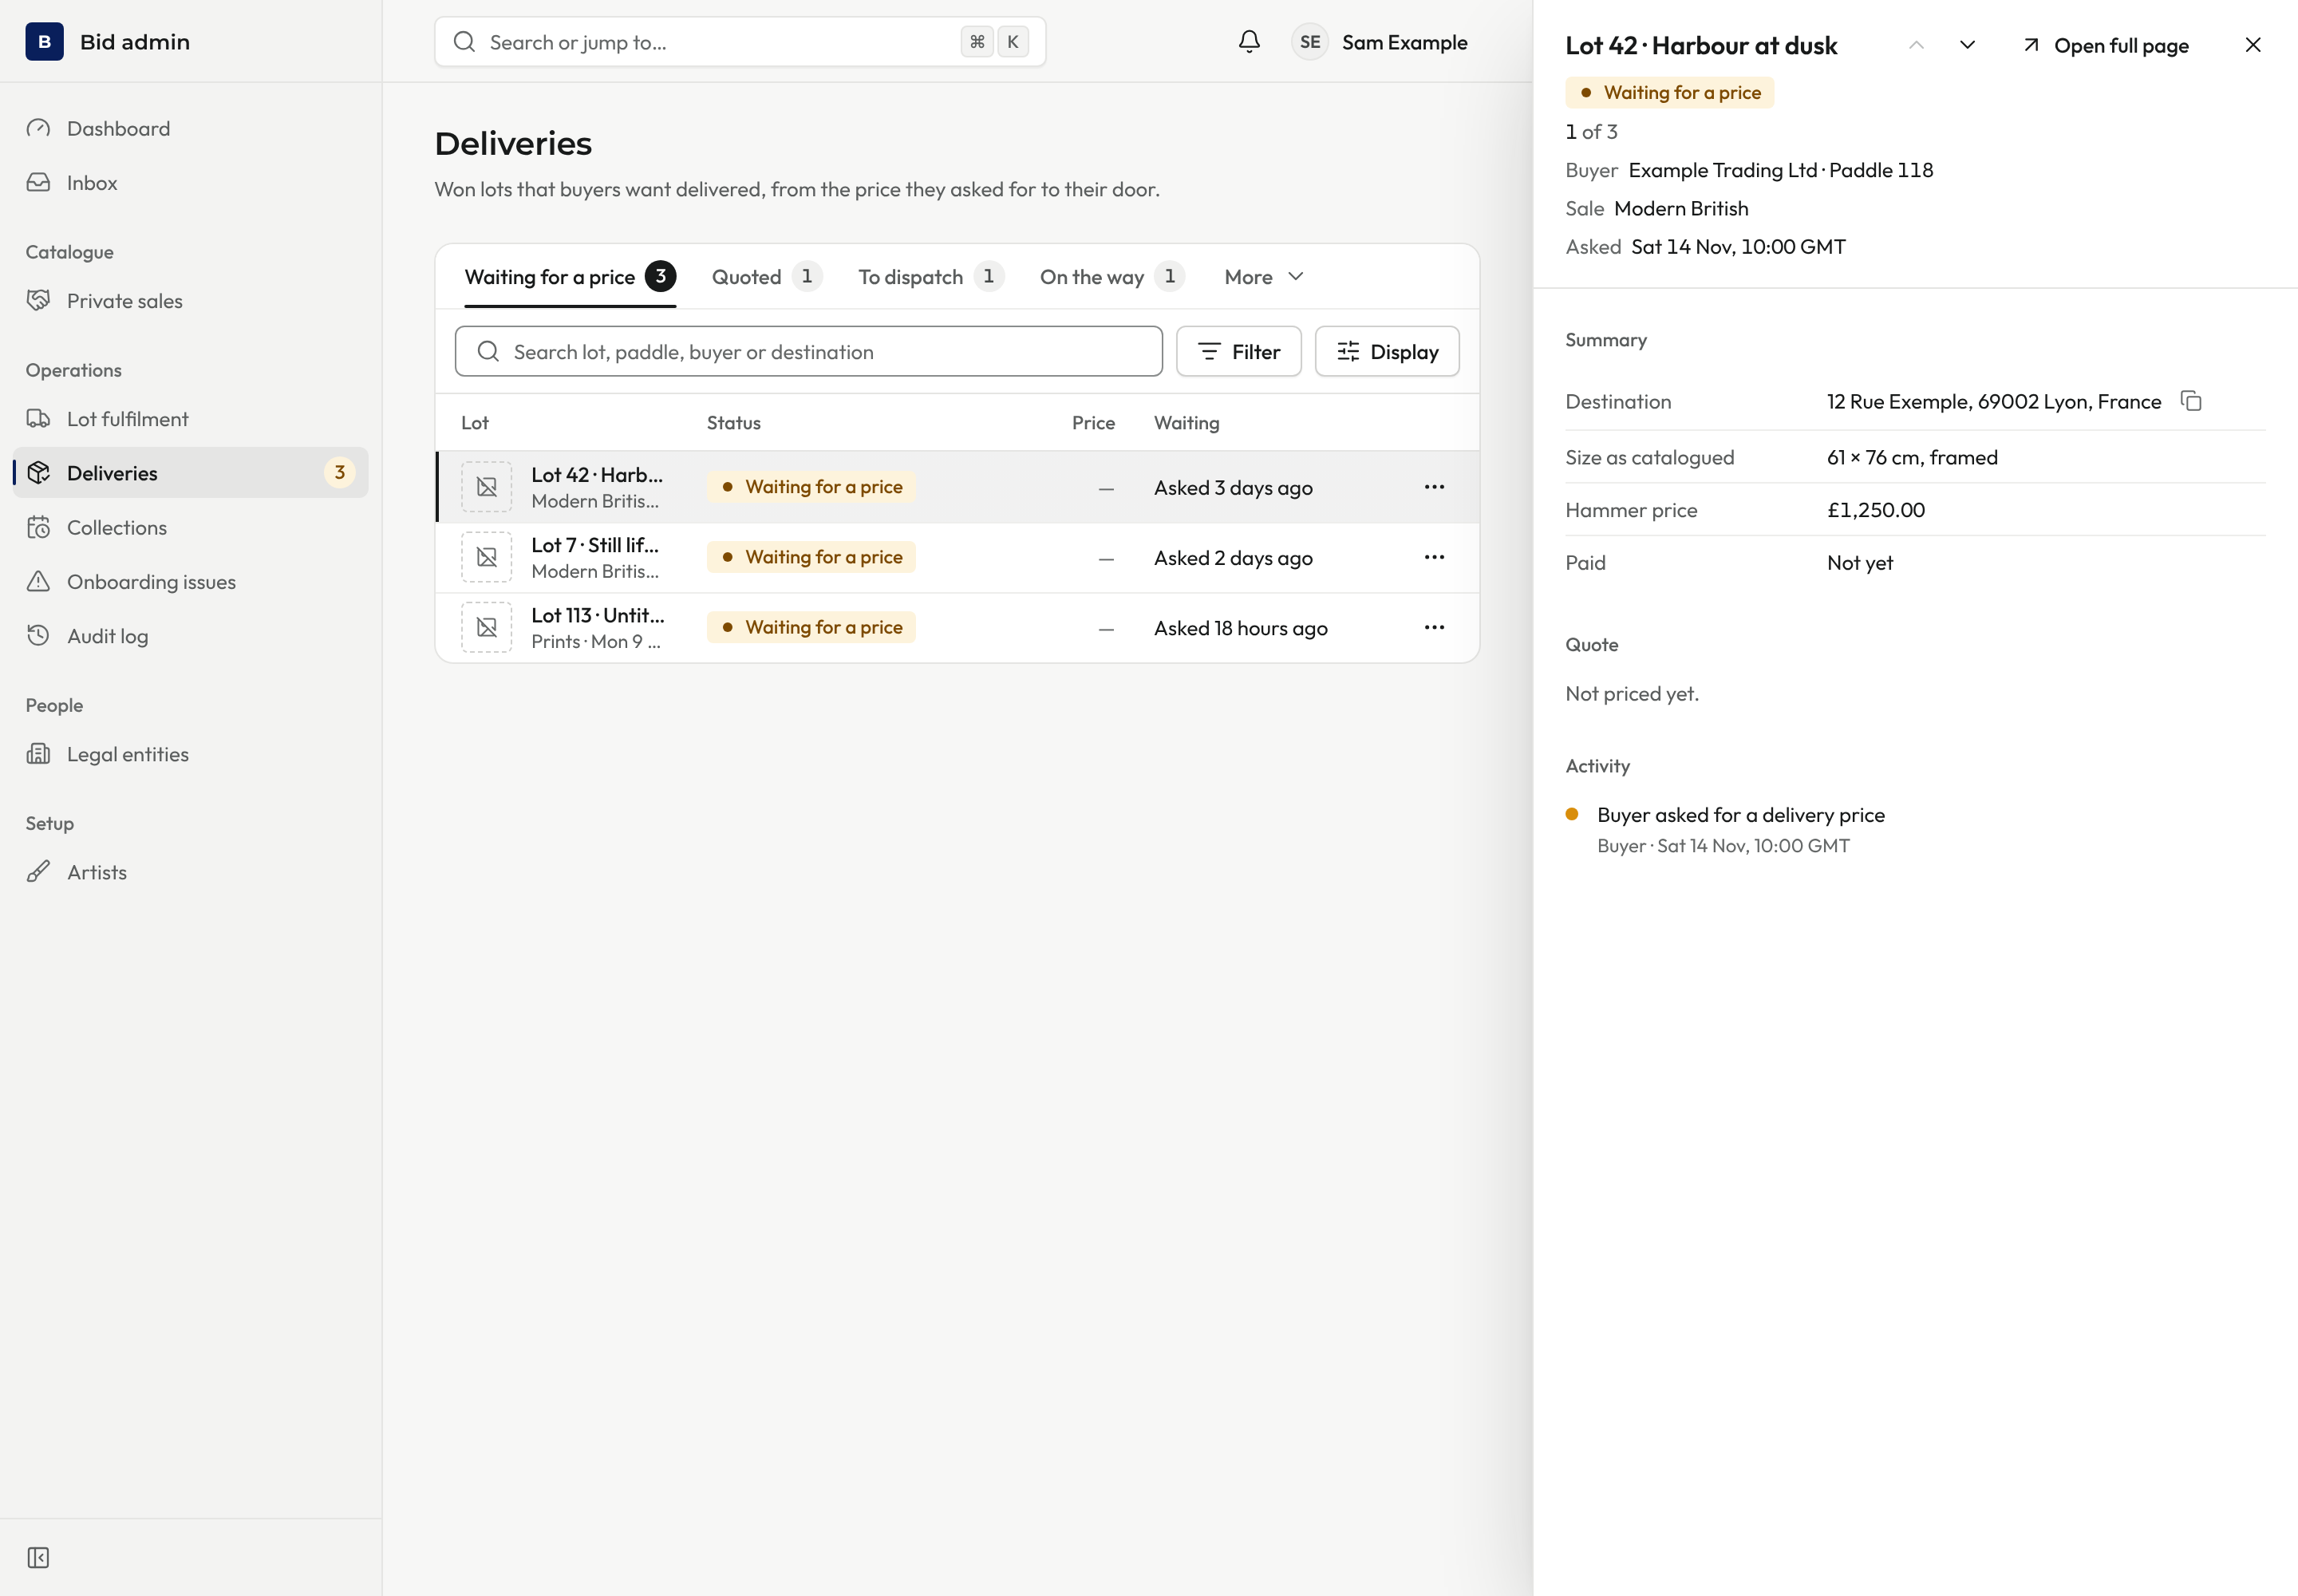 B Bid admin
Search or jump to...
⌘ K
SE Sam Example
Dashboard
Inbox
Catalogue
Private sales
Operations
Lot fulfilment
Deliveries 3
Collections
Onboarding issues
Audit log
People
Legal entities
Setup
Artists
Deliveries
Won lots that buyers want delivered, from the price they asked for to their door.
Waiting for a price 3 Quoted 1 To dispatch 1 On the way 1 More
Search lot, paddle, buyer or destination
Filter
Display
Lot Status Price Waiting
Lot 42 · Harb...
Modern Britis...
Waiting for a price — Asked 3 days ago
Lot 7 · Still lif...
Modern Britis...
Waiting for a price — Asked 2 days ago
Lot 113 · Untit...
Prints · Mon 9 ...
Waiting for a price — Asked 18 hours ago
Lot 42 · Harbour at dusk
Open full page
Waiting for a price
1 of 3
Buyer Example Trading Ltd · Paddle 118
Sale Modern British
Asked Sat 14 Nov, 10:00 GMT
Summary
Destination 12 Rue Exemple, 69002 Lyon, France
Size as catalogued 61 × 76 cm, framed
Hammer price £1,250.00
Paid Not yet
Quote
Not priced yet.
Activity
Buyer asked for a delivery price
Buyer · Sat 14 Nov, 10:00 GMT